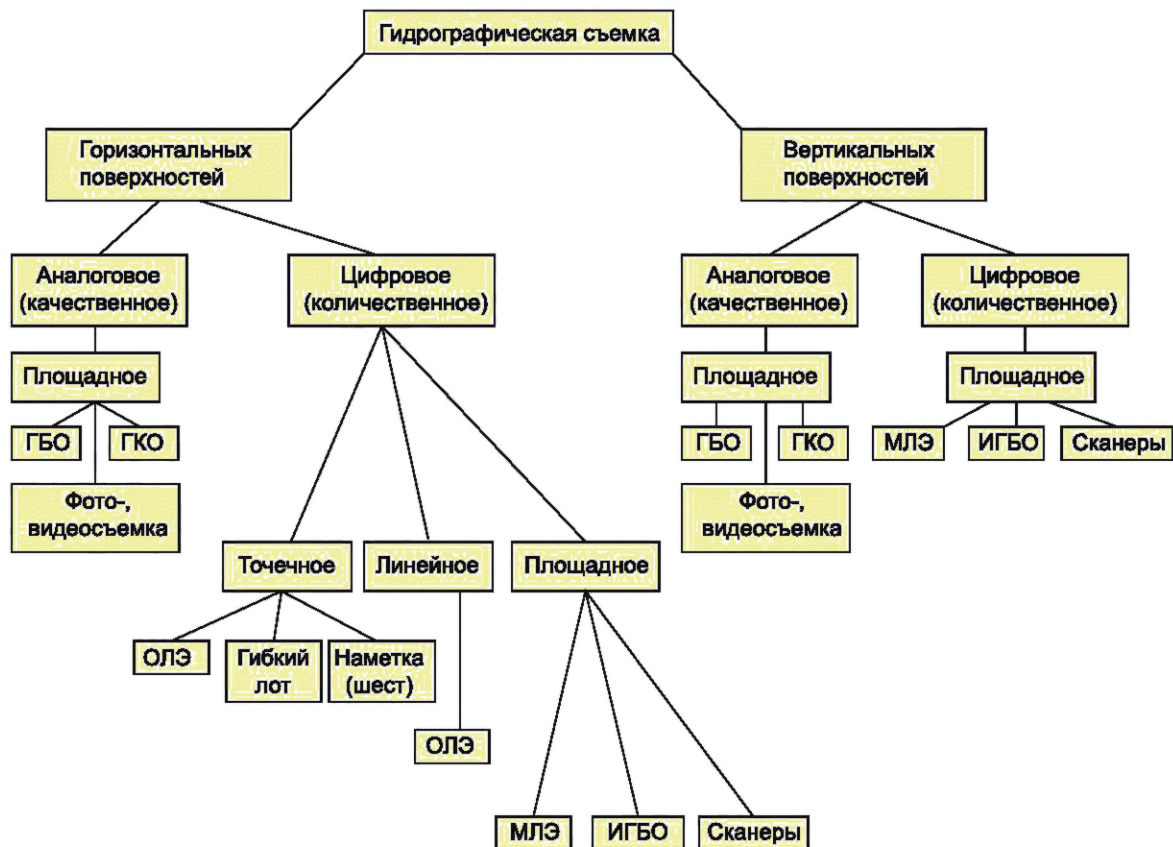 Гидрографическая съемка
Горизонтальных
поверхностей
Вертикальных
поверхностей
Аналоговое
(качественное)
Цифровое
(количественное)
Аналоговое
(качественное)
Цифровое
(количественное)
Площадное
Площадное
Площадное
ГБО
ГКО
ГБО
ГКО
МЛЭ
ИГБО
Сканеры
Фото-,
видеосъемка
Фото-,
видеосъемка
Точечное
Линейное
Площадное
ОЛЭ
Гибкий
лот
Наметка
(шест)
ОЛЭ
МЛЭ
ИГБО
Сканеры